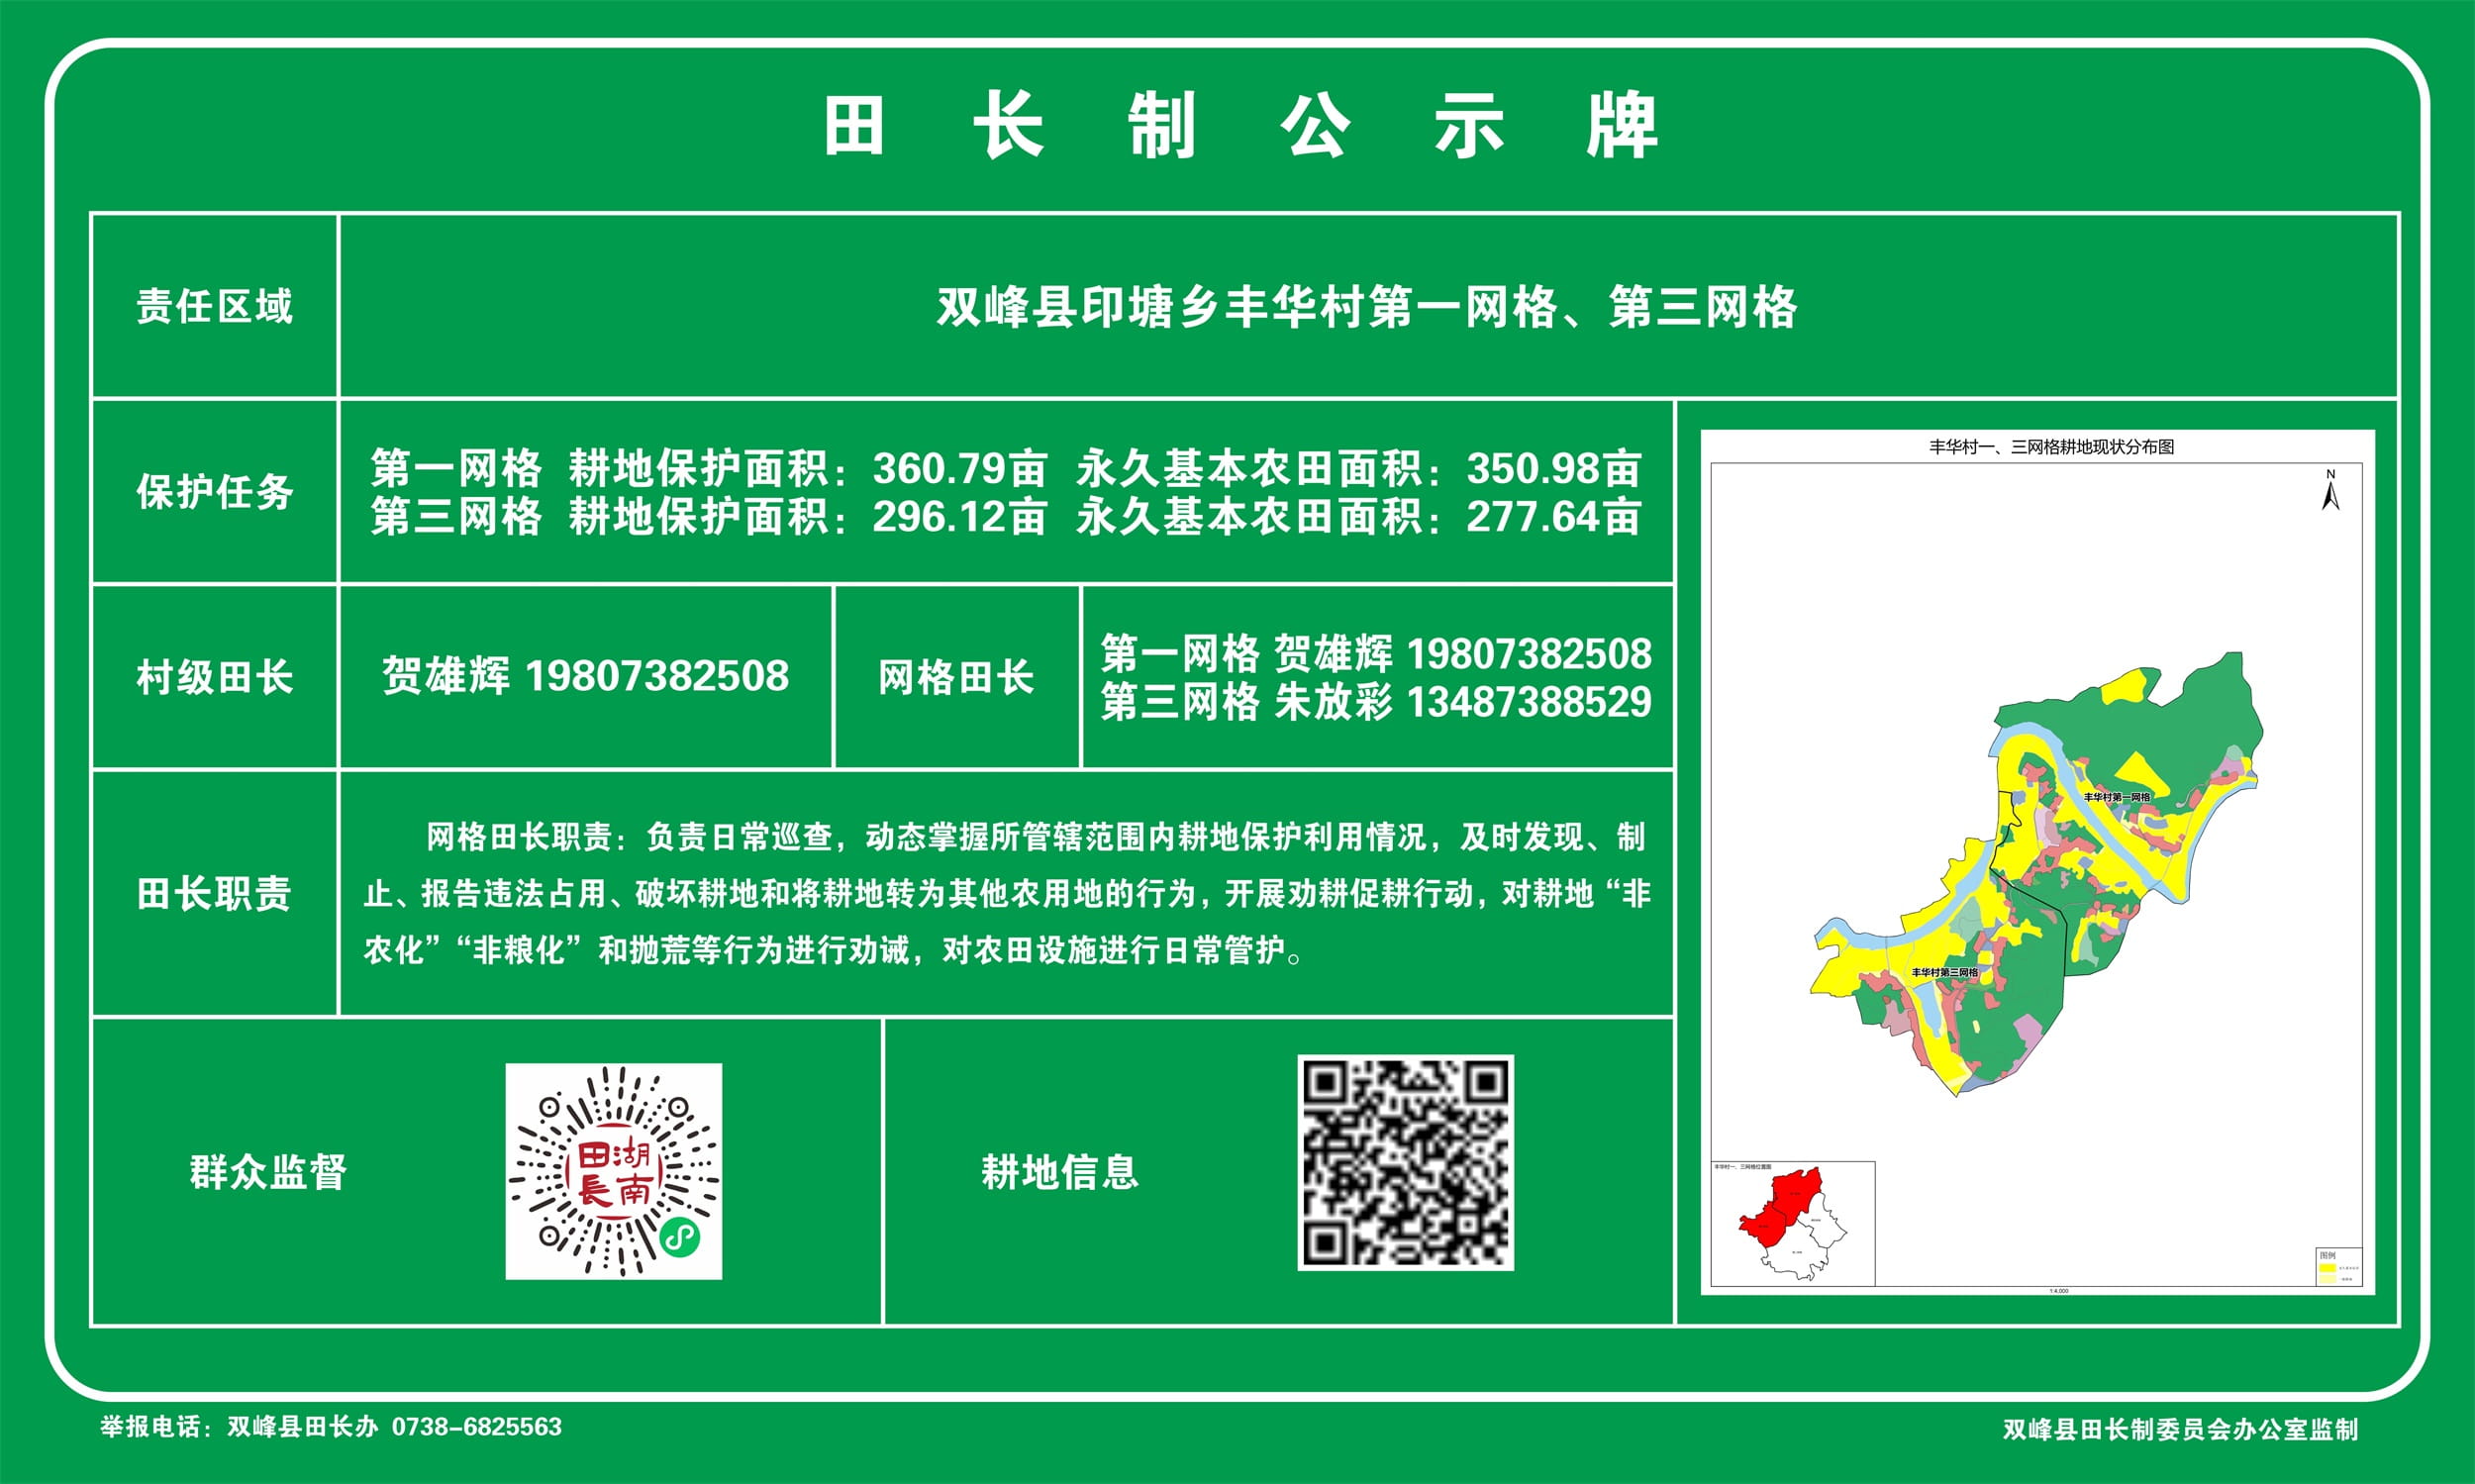 田长制公示牌
责任区域
双峰县印塘乡丰华村第一网格、第三网格
保护任务
第一网格 耕地保护面积：360.79亩 永久基本农田面积：350.98亩
第三网格 耕地保护面积：296.12亩 永久基本农田面积：277.64亩
村级田长
贺雄辉 19807382508
网格田长
第一网格 贺雄辉 19807382508
第三网格 朱放彩 13487388529
田长职责
网格田长职责：负责日常巡查，动态掌握所管辖范围内耕地保护利用情况，及时发现、制
止、报告违法占用、破坏耕地和将耕地转为其他农用地的行为，开展劝耕促耕行动，对耕地“非
农化”“非粮化”和抛荒等行为进行劝诫，对农田设施进行日常管护。
群众监督
田湖
長南
耕地信息
丰华村一、三网格耕地现状分布图
N
丰华村第一网格
丰华村第三网格
丰华村一、三网格位置图
图例
1:4,000
举报电话：双峰县田长办 0738-6825563
双峰县田长制委员会办公室监制